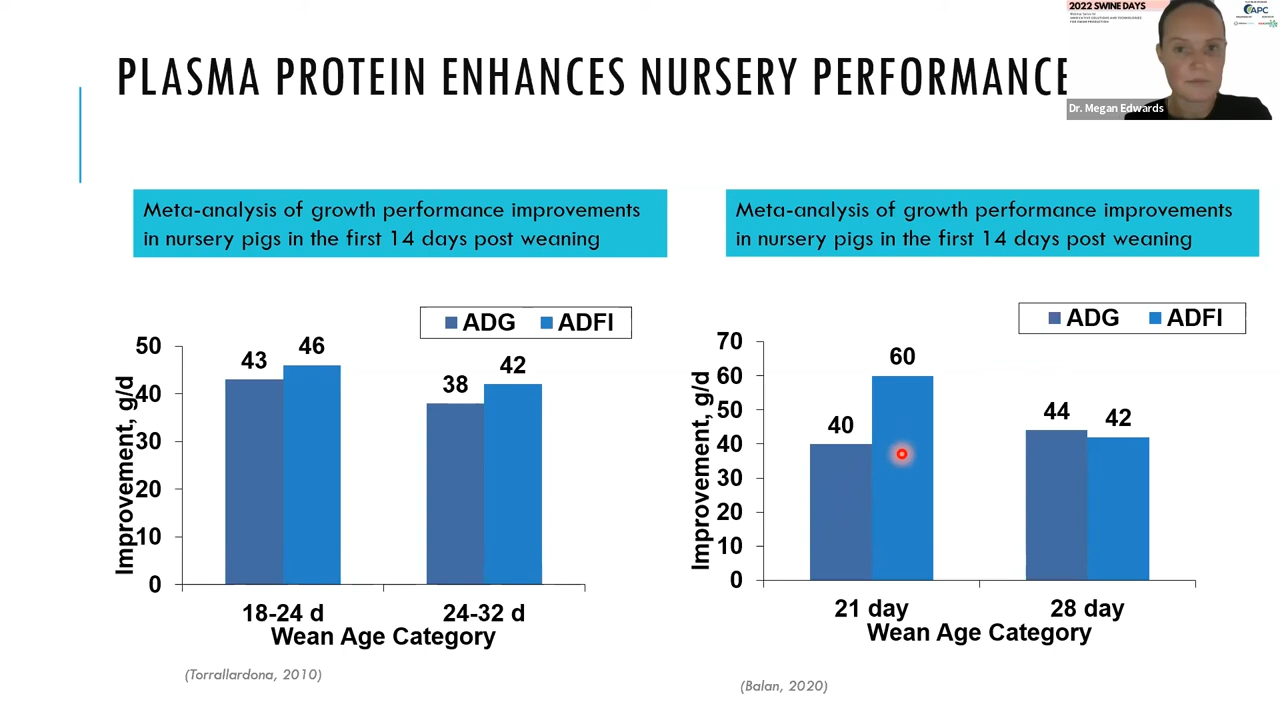 2022 SWINE DAYS
APC
PLASMA PROTEIN ENHANCES NURSERY PERFORMANCE
Dr. Megan Edwards
Meta-analysis of growth performance improvements
in nursery pigs in the first 14 days post weaning
ADG ADFI
Improvement, g/d
50
40
30
20
10
0
43
46
38
42
18-24 d
24-32 d
Wean Age Category
(Torrallardona, 2010)
Meta-analysis of growth performance improvements
in nursery pigs in the first 14 days post weaning
ADG ADFI
Improvement, g/d
70
60
50
40
30
20
10
0
40
60
44
42
21 day
28 day
Wean Age Category
(Balan, 2020)